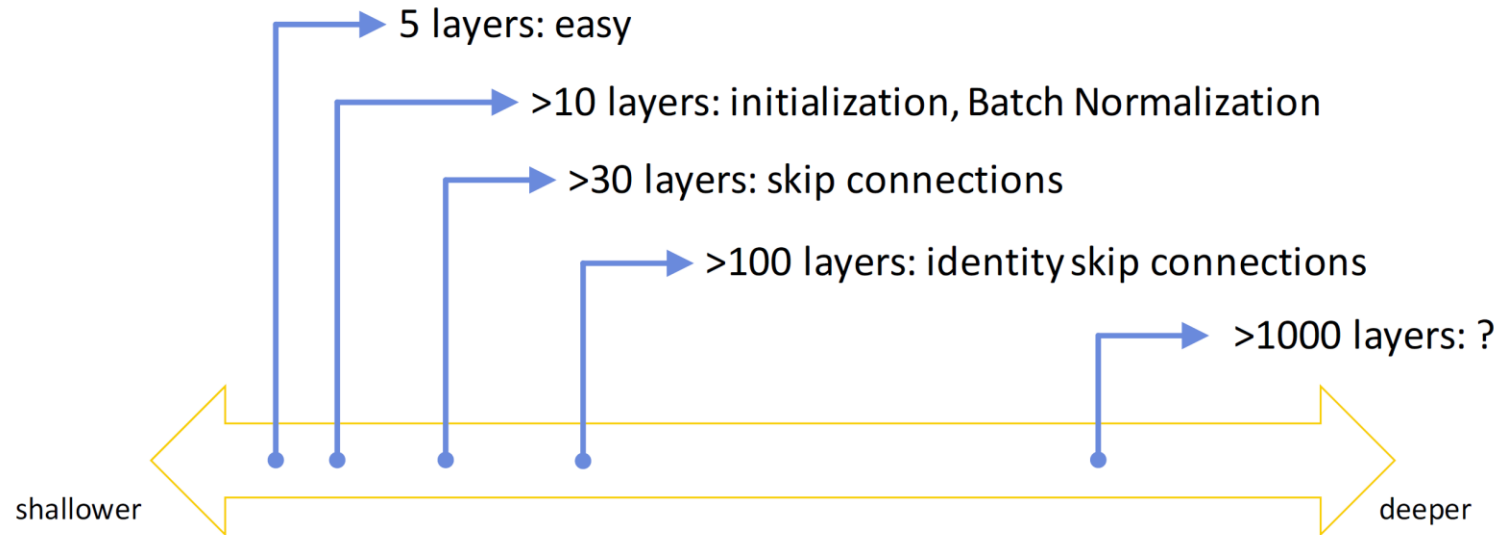 5 layers: easy
>10 layers: initialization, Batch Normalization
>30 layers: skip connections
>100 layers: identity skip connections
>1000 layers: ?
shallower
deeper